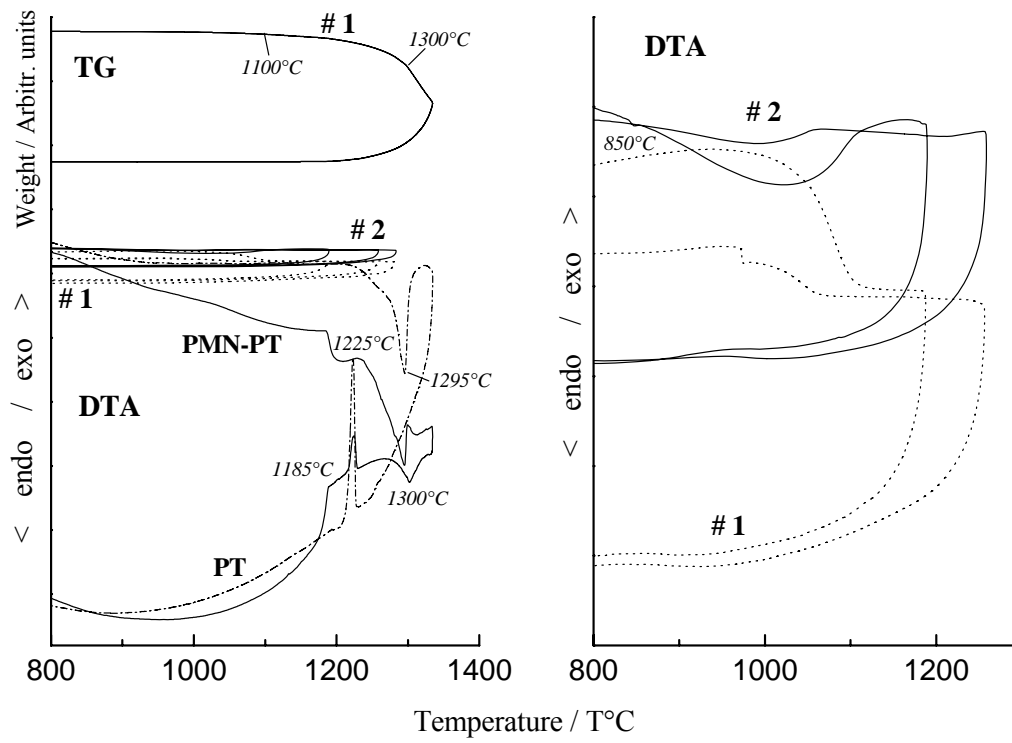 # 1
1300°C
TG
1100°C
Weight / Arbitr. units
# 2
# 1
PMN-PT
1225°C
1295°C
DTA
1185°C
1300°C
PT
< endo / exo >
800 1000 1200 1400
DTA
# 2
850°C
# 1
< endo / exo >
800 1000 1200
Temperature / T°C